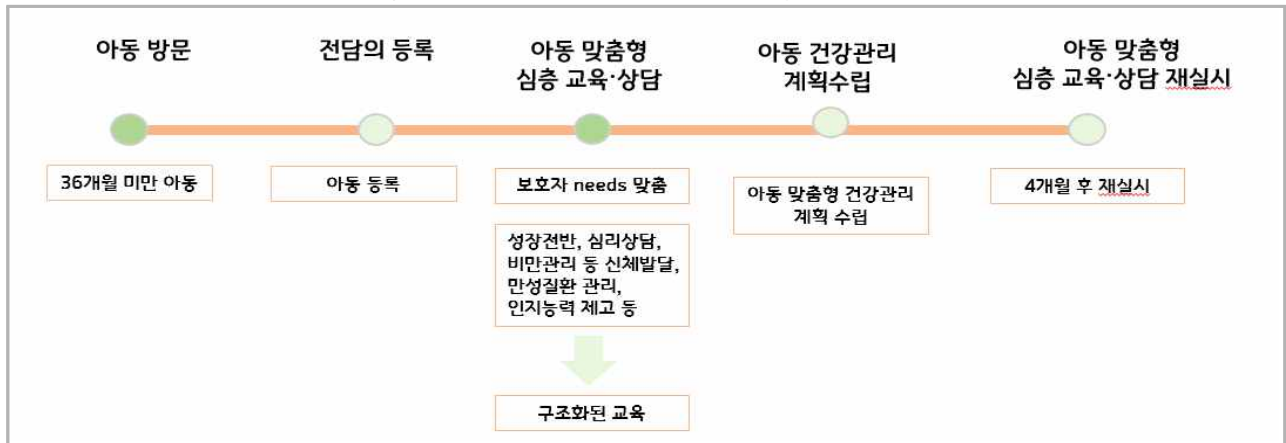 아동 방문
전담의 등록
아동 맞춤형
심층 교육·상담
아동 건강관리
계획수립
아동 맞춤형
심층 교육·상담 재실시
36개월 미만 아동
아동 등록
보호자 needs 맞춤
성장전반, 심리상담,
비만관리 등 신체발달,
만성질환 관리,
인지능력 제고 등
구조화된 교육
아동 맞춤형 건강관리
계획 수립
4개월 후 재실시